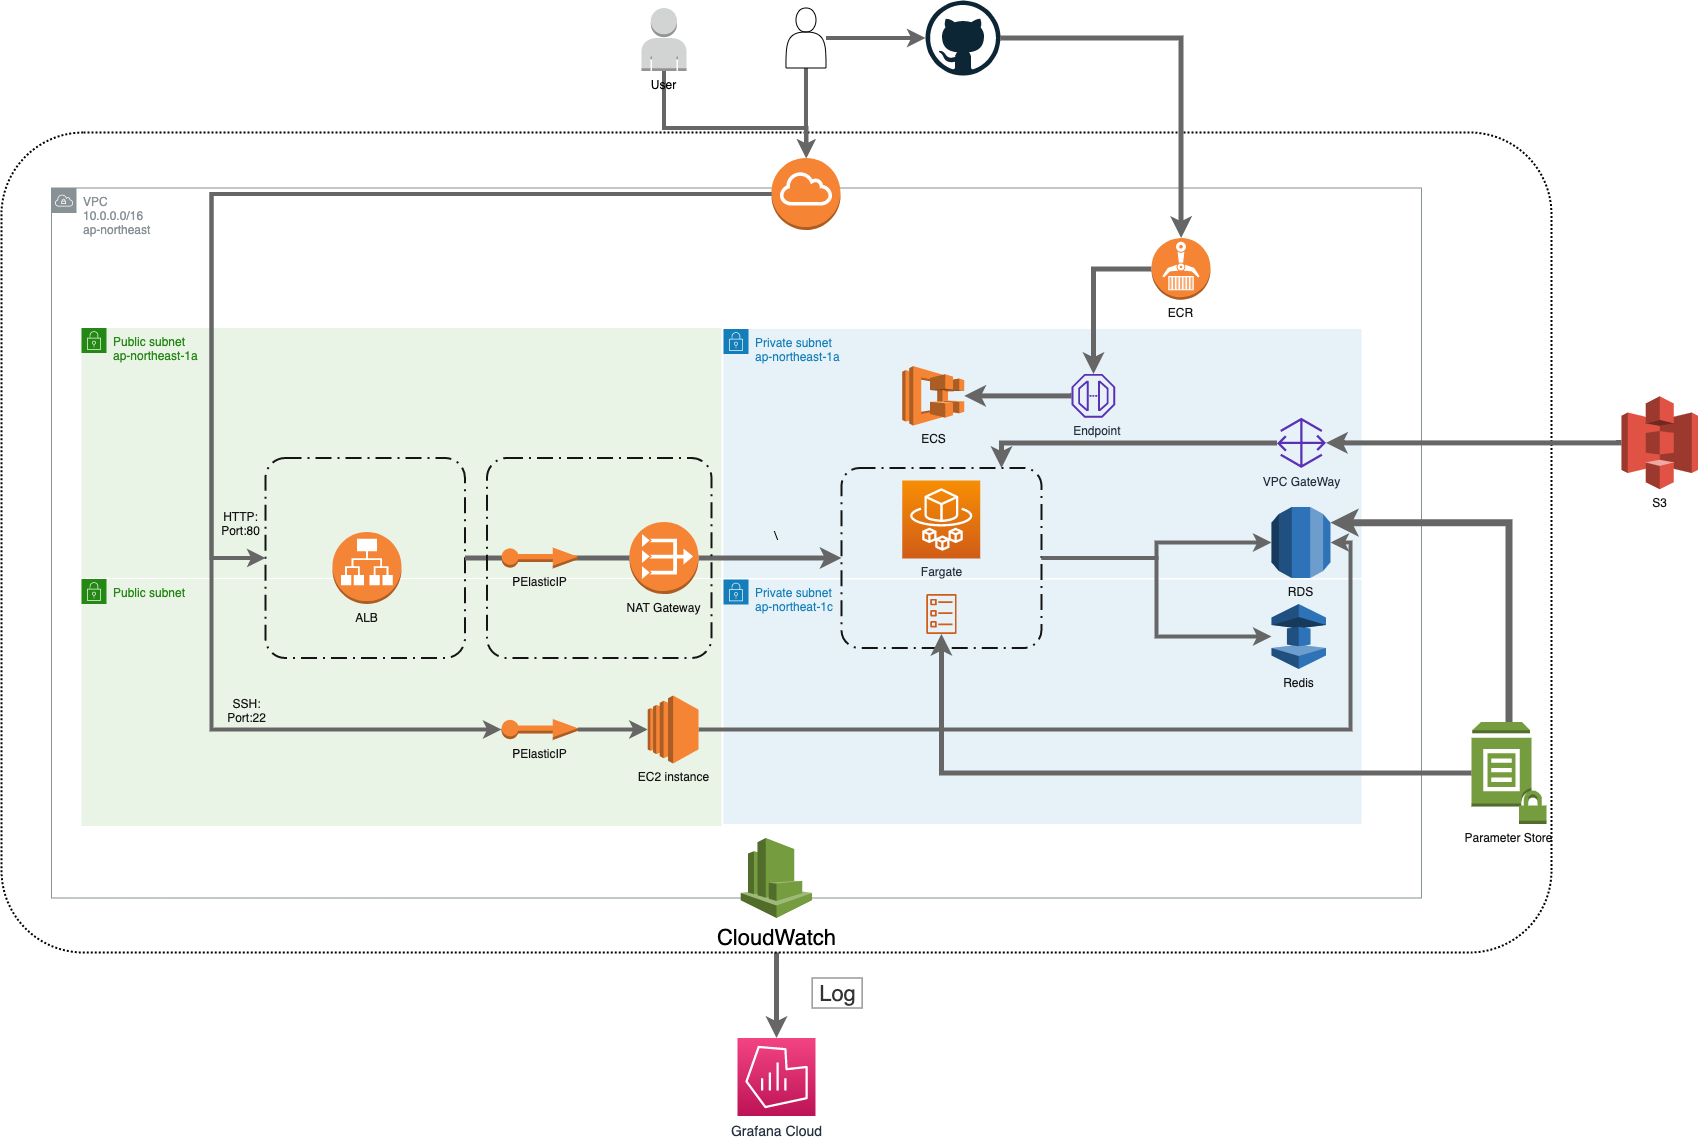 User
VPC
10.0.0.0/16
ap-northeast
ECR
Public subnet
ap-northeast-1a
Private subnet
ap-northeast-1a
ECS
Endpoint
VPC GateWay
S3
HTTP:
Port:80
\
PElasticIP
NAT Gateway
ALB
Fargate
RDS
Public subnet
Private subnet
ap-northeat-1c
Redis
SSH:
Port:22
PElasticIP
EC2 instance
Parameter Store
CloudWatch
Log
Grafana Cloud